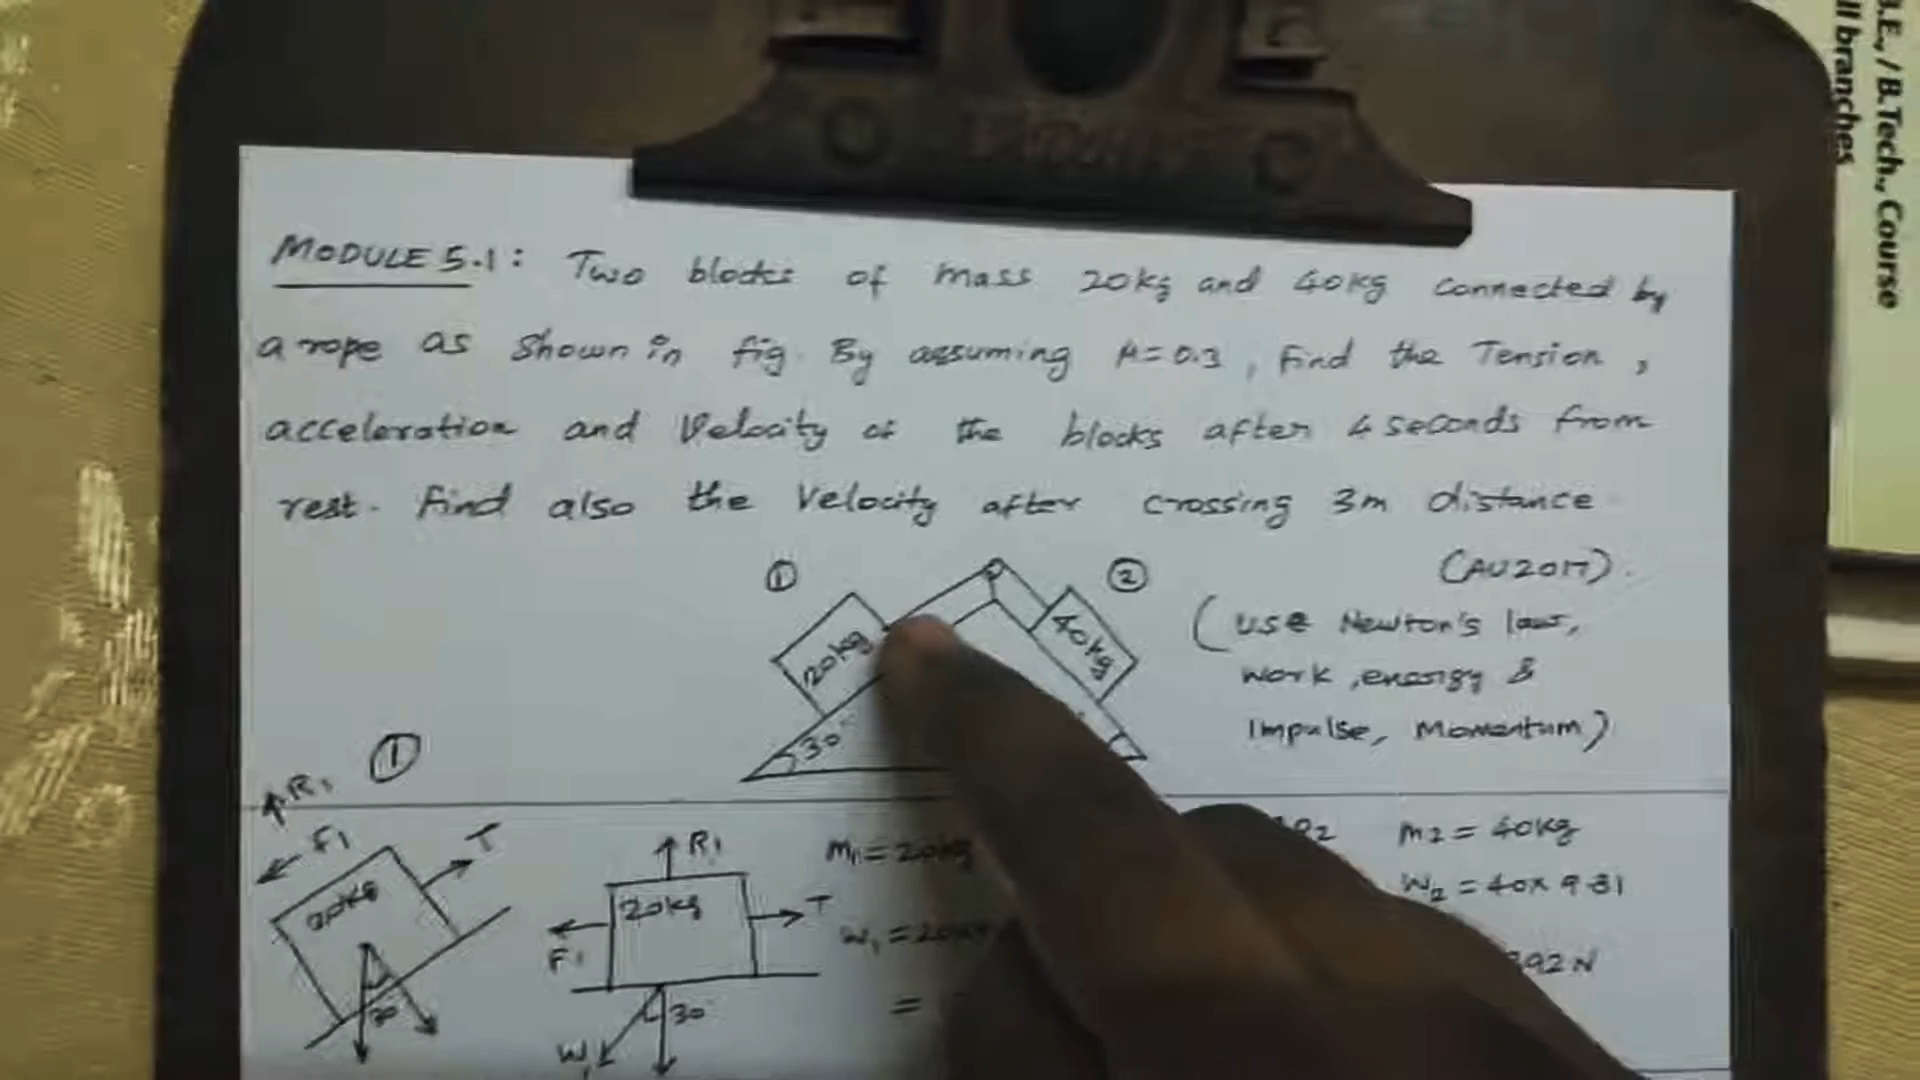 B.E., / B.Tech., Course
ll branches
MODULE 5.1: Two blocks of mass 20kg and 40kg connected by
a rope as shown in fig. By assuming μ=0.3, Find the Tension,
acceleration and Velocity of the blocks after 4 seconds from
rest. Find also the Velocity after crossing 3m distance
(AU2017).
① ②
(use Newton's law,
work, energy &
Impulse, Momentum)
20kg 40kg
30°
①
R1
F1 T
20kg
30
R1
20kg T
F1
30
W1
m1=20kg
W1=20×
=
m2=40kg
W2=40×9.81
392N